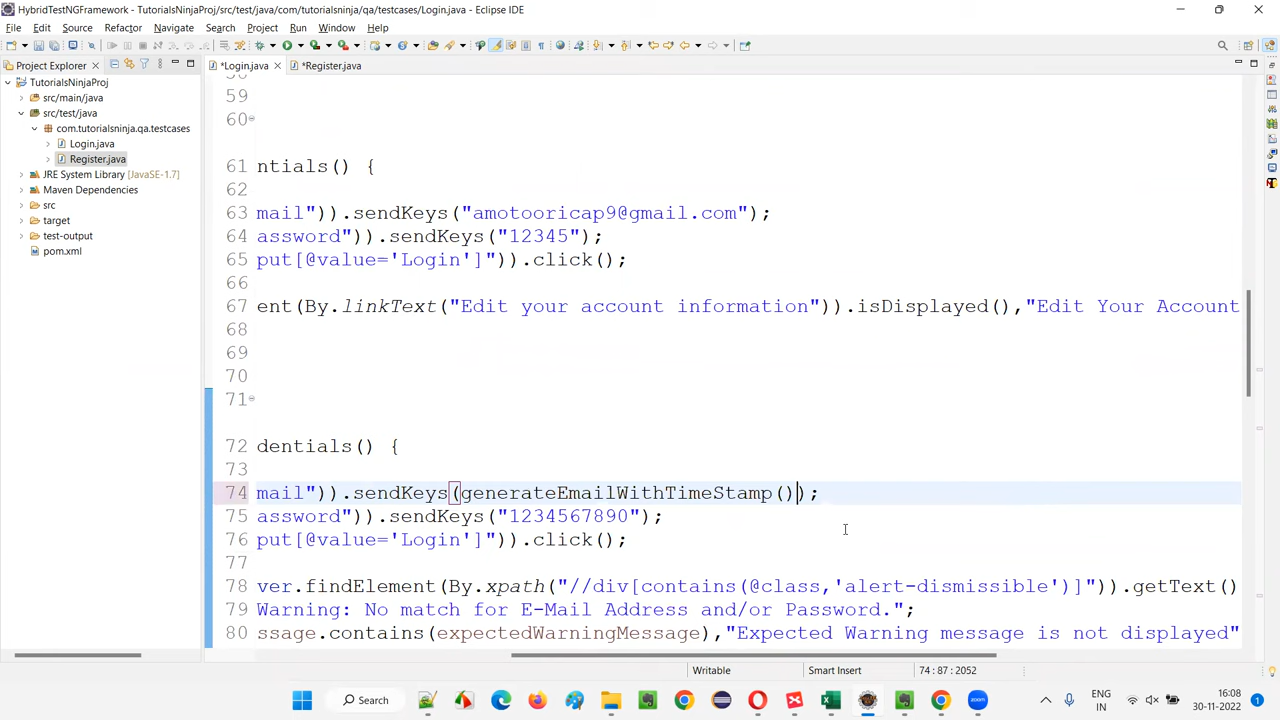 HybridTestNGFramework - TutorialsNinjaProj/src/test/java/com/tutorialsninja/qa/testcases/Login.java - Eclipse IDE
File Edit Source Refactor Navigate Search Project Run Window Help
Project Explorer
*Login.java
*Register.java
TutorialsNinjaProj
src/main/java
src/test/java
com.tutorialsninja.qa.testcases
Login.java
Register.java
JRE System Library [JavaSE-1.7]
Maven Dependencies
src
target
test-output
pom.xml
59
60
61 ntials() {
62
63 mail")).sendKeys("amotooricap9@gmail.com");
64 assword")).sendKeys("12345");
65 put[@value='Login']")).click();
66
67 ent(By.linkText("Edit your account information")).isDisplayed(),"Edit Your Account
68
69
70
71
72 dentials() {
73
74 mail")).sendKeys(generateEmailWithTimeStamp());
75 assword")).sendKeys("1234567890");
76 put[@value='Login']")).click();
77
78 ver.findElement(By.xpath("//div[contains(@class,'alert-dismissible')]")).getText()
79 Warning: No match for E-Mail Address and/or Password.";
80 ssage.contains(expectedWarningMessage),"Expected Warning message is not displayed"
Writable
Smart Insert
74 : 87 : 2052
Search
zoom
ENG
IN
16:08
30-11-2022
1